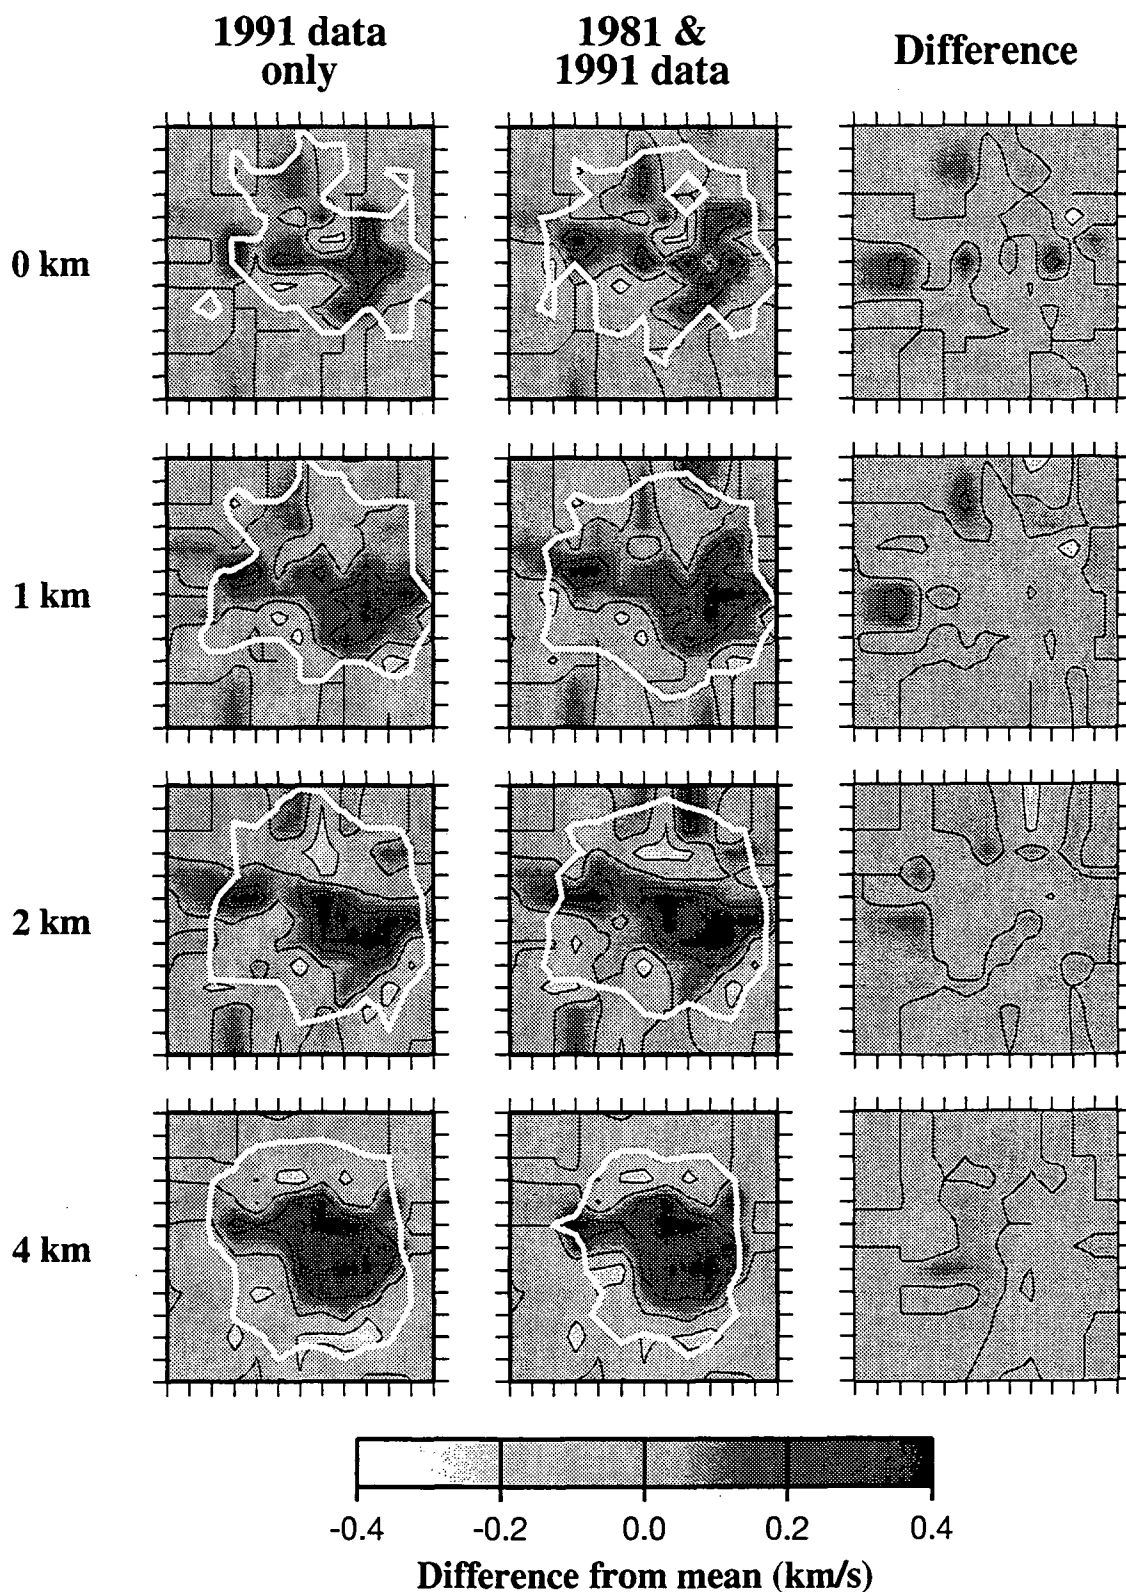 1991 data
only
1981 &
1991 data
Difference
0 km
1 km
2 km
4 km
-0.4
-0.2
0.0
0.2
0.4
Difference from mean (km/s)